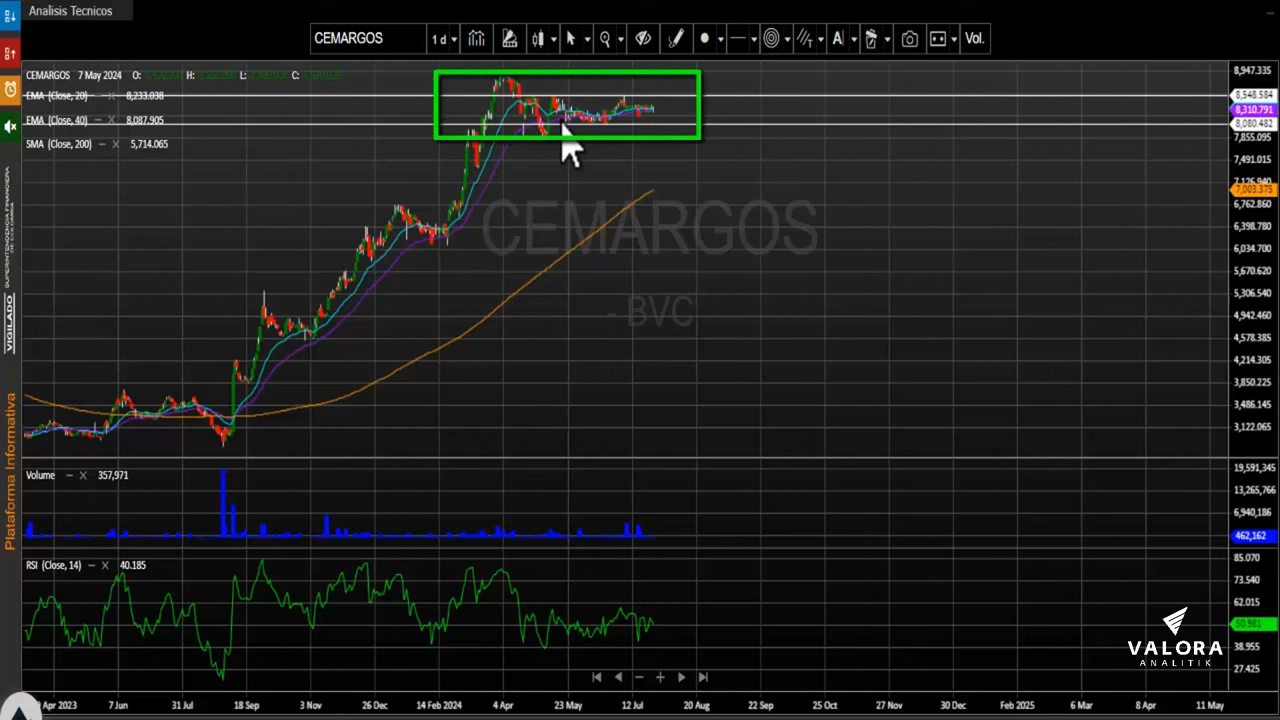 Analisis Tecnicos
CEMARGOS 1 d A Vol.
CEMARGOS 7 May 2024 O: H: L: C:
EMA (Close, 20) 8,233.038
EMA (Close, 40) 8,087.905
SMA (Close, 200) 5,714.065
8,947.335
8,548.584
8,310.791
8,080.482
7,855.095
7,491.015
7,126.940
7,003.375
6,762.860
6,398.780
6,034.700
5,670.620
5,306.540
4,942.460
4,578.385
4,214.305
3,850.225
3,486.145
3,122.065
CEMARGOS
- BVC
VIGILADO
Plataforma Informativa
Volume 357,971
19,591,345
13,265,766
6,940,186
462,162
RSI (Close, 14) 40.185
85.070
73.540
62.015
50.981
38.955
27.425
VALORA
ANALITIK
Apr 2023 7 Jun 31 Jul 18 Sep 3 Nov 26 Dec 14 Feb 2024 4 Apr 23 May 12 Jul 20 Aug 22 Sep 25 Oct 27 Nov 30 Dec Feb 2025 6 Mar 8 Apr 11 May